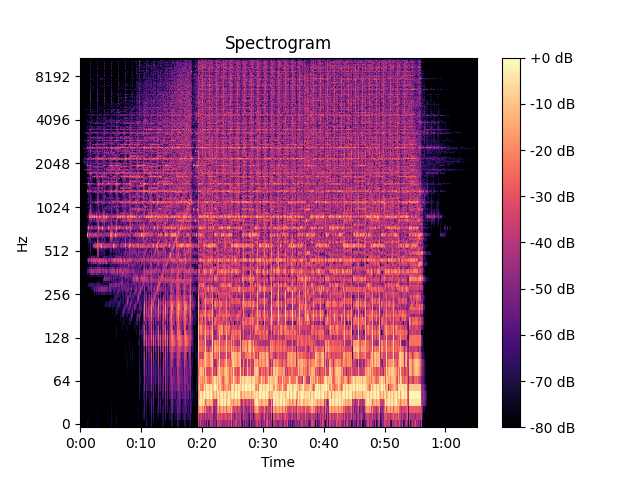 Spectrogram
Hz
8192
4096
2048
1024
512
256
128
64
0
0:00 0:10 0:20 0:30 0:40 0:50 1:00
Time
+0 dB
-10 dB
-20 dB
-30 dB
-40 dB
-50 dB
-60 dB
-70 dB
-80 dB